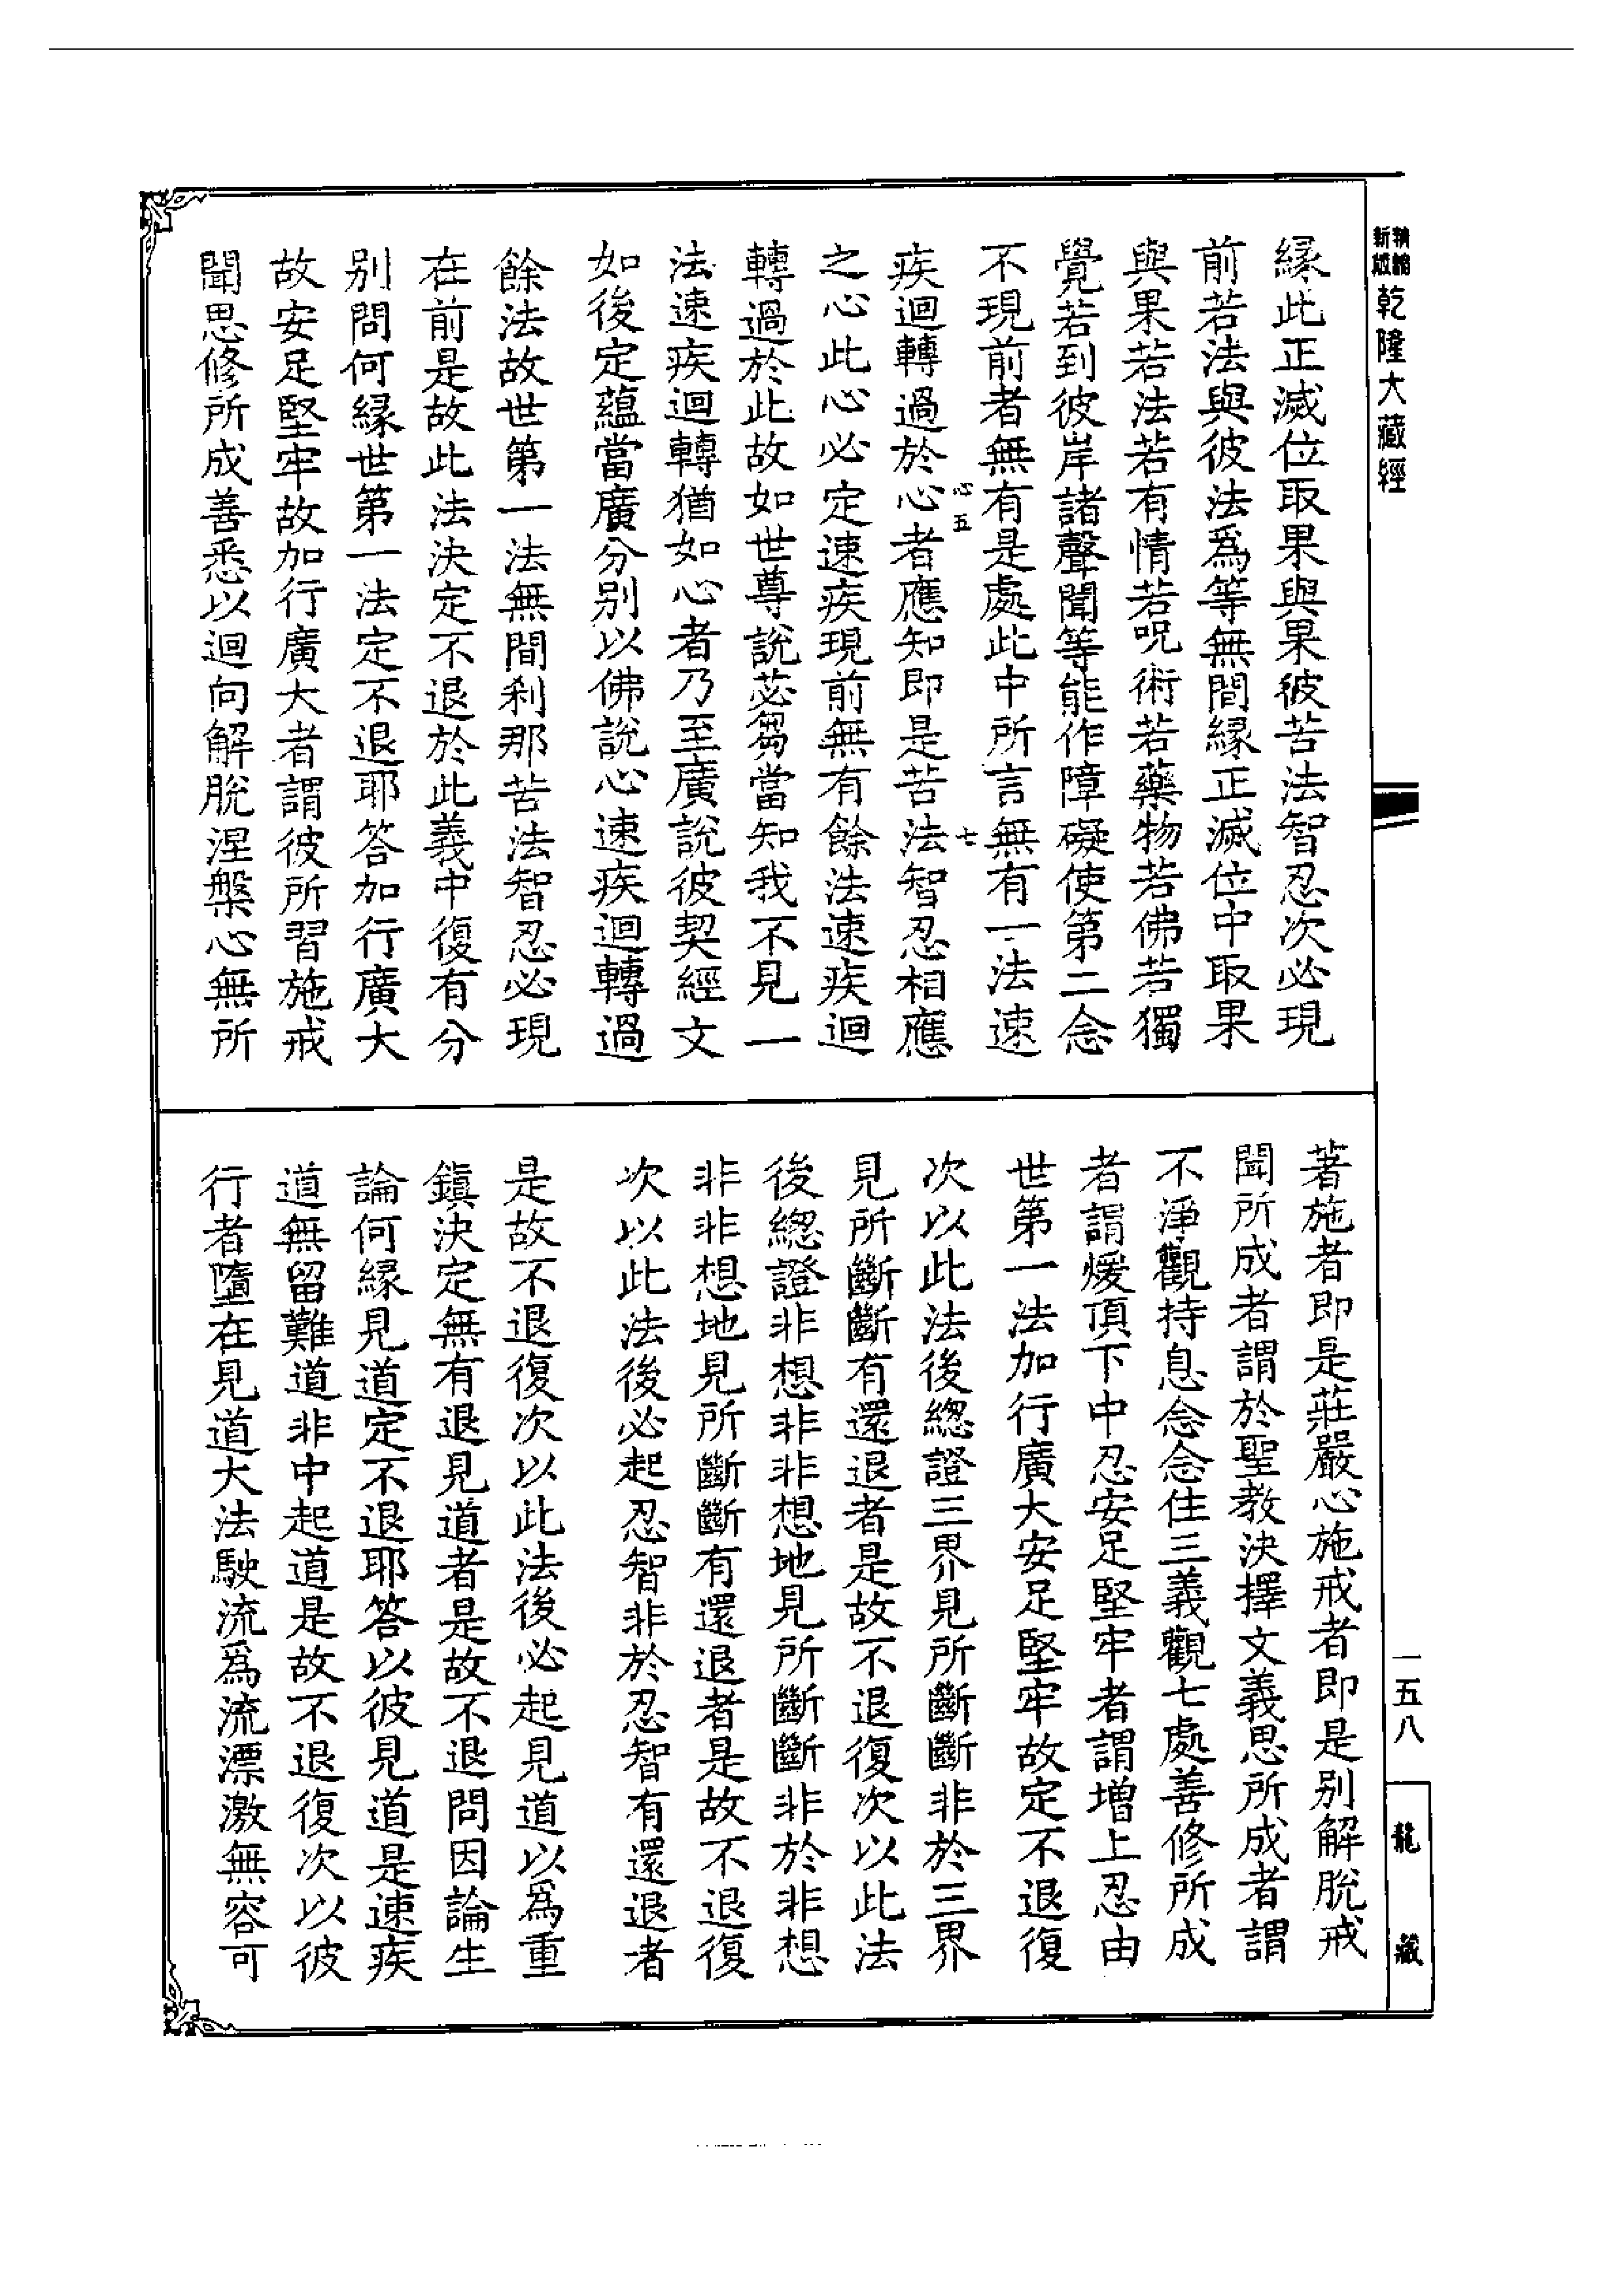 精縮新版乾隆大藏經
緣此正滅位取果與果彼苦法智忍次必現
前若法與彼法爲等無間緣正滅位中取果
與果若法若有情若呪術若藥物若佛若獨
覺若到彼岸諸聲聞等能作障礙使第二念
不現前者無有是處此中所言無有一法速
心五 七
疾迴轉過於心者應知即是苦法智忍相應
之心此心必定速疾現前無有餘法速疾迴
轉過於此故如世尊說苾芻當知我不見一
法速疾迴轉猶如心者乃至廣說彼契經文
如後定蘊當廣分別以佛說心速疾迴轉過
餘法故世第一法無間刹那苦法智忍必現
在前是故此法決定不退於此義中復有分
別問何緣世第一法定不退耶答加行廣大
故安足堅牢故加行廣大者謂彼所習施戒
聞思修所成善悉以迴向解脫涅槃心無所
著施者即是莊嚴心施戒者即是別解脫戒
聞所成者謂於聖教決擇文義思所成者謂
不淨觀持息念念住三義觀七處善修所成
者謂煖頂下中忍安足堅牢者謂增上忍由
世第一法加行廣大安足堅牢故定不退復
次以此法後總證三界見所斷斷非於三界
見所斷斷有還退者是故不退復次以此法
後總證非想非非想地見所斷斷非於非想
非非想地見所斷斷有還退者是故不退復
次以此法後必起忍智非於忍智有還退者
是故不退復次以此法後必起見道以爲重
鎮決定無有退見道者是故不退問因論生
論何緣見道定不退耶答以彼見道是速疾
道無留難道非中起道是故不退復次以彼
行者墮在見道大法駛流爲流漂激無容可
一五八
龍藏